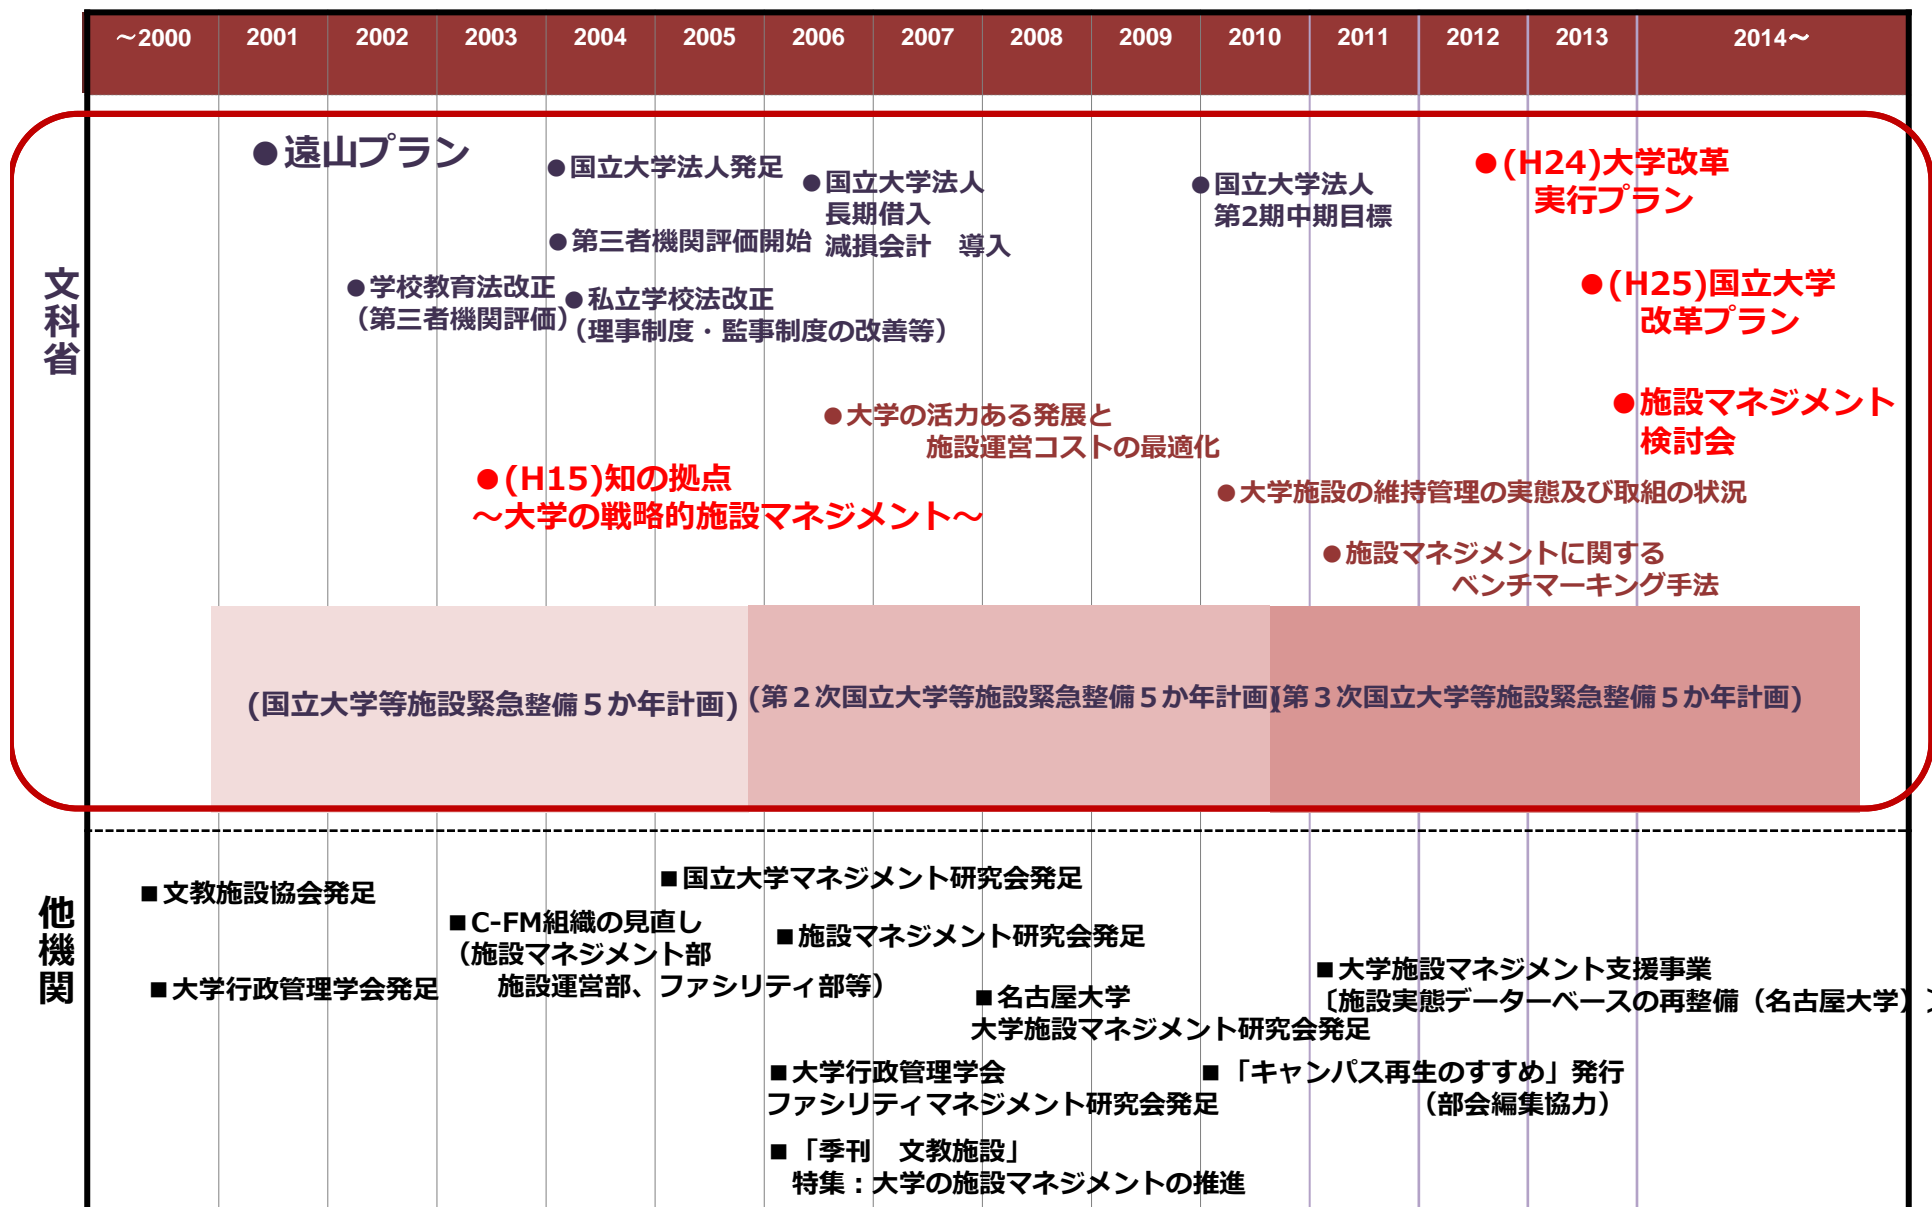 ～2000 2001 2002 2003 2004 2005 2006 2007 2008 2009 2010 2011 2012 2013 2014～
文科省
●遠山プラン
●国立大学法人発足
●第三者機関評価開始
●国立大学法人
長期借入
減損会計　導入
●国立大学法人
第2期中期目標
●(H24)大学改革
実行プラン
●学校教育法改正
（第三者機関評価）
●私立学校法改正
（理事制度・監事制度の改善等）
●(H25)国立大学
改革プラン
●大学の活力ある発展と
施設運営コストの最適化
●施設マネジメント
検討会
●(H15)知の拠点
～大学の戦略的施設マネジメント～
●大学施設の維持管理の実態及び取組の状況
●施設マネジメントに関する
ベンチマーキング手法
(国立大学等施設緊急整備５か年計画)
(第２次国立大学等施設緊急整備５か年計画)
(第３次国立大学等施設緊急整備５か年計画)
他機関
■文教施設協会発足
■大学行政管理学会発足
■C-FM組織の見直し
（施設マネジメント部
施設運営部、ファシリティ部等）
■国立大学マネジメント研究会発足
■施設マネジメント研究会発足
■名古屋大学
大学施設マネジメント研究会発足
■大学施設マネジメント支援事業
〔施設実態データーベースの再整備（名古屋大学）〕
■大学行政管理学会
ファシリティマネジメント研究会発足
■「キャンパス再生のすすめ」発行
（部会編集協力）
■「季刊　文教施設」
特集：大学の施設マネジメントの推進